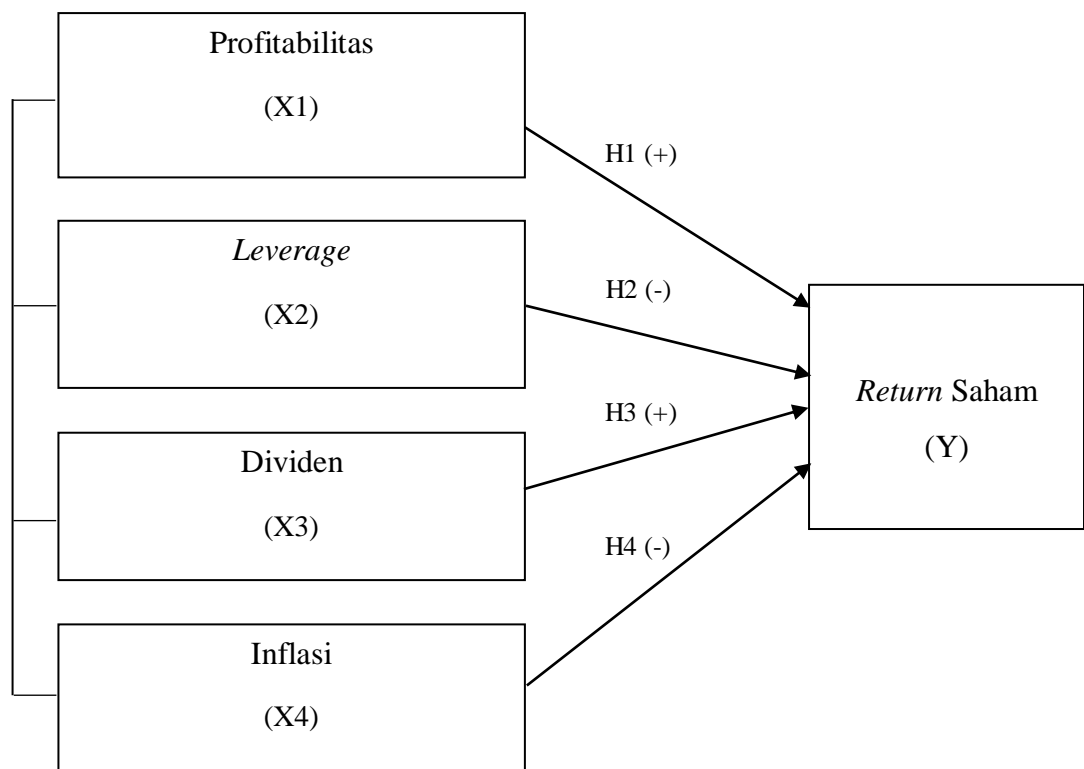 Profitabilitas
(X1)
H1 (+)
Leverage
(X2)
H2 (-)
Return Saham
(Y)
Dividen
(X3)
H3 (+)
Inflasi
(X4)
H4 (-)